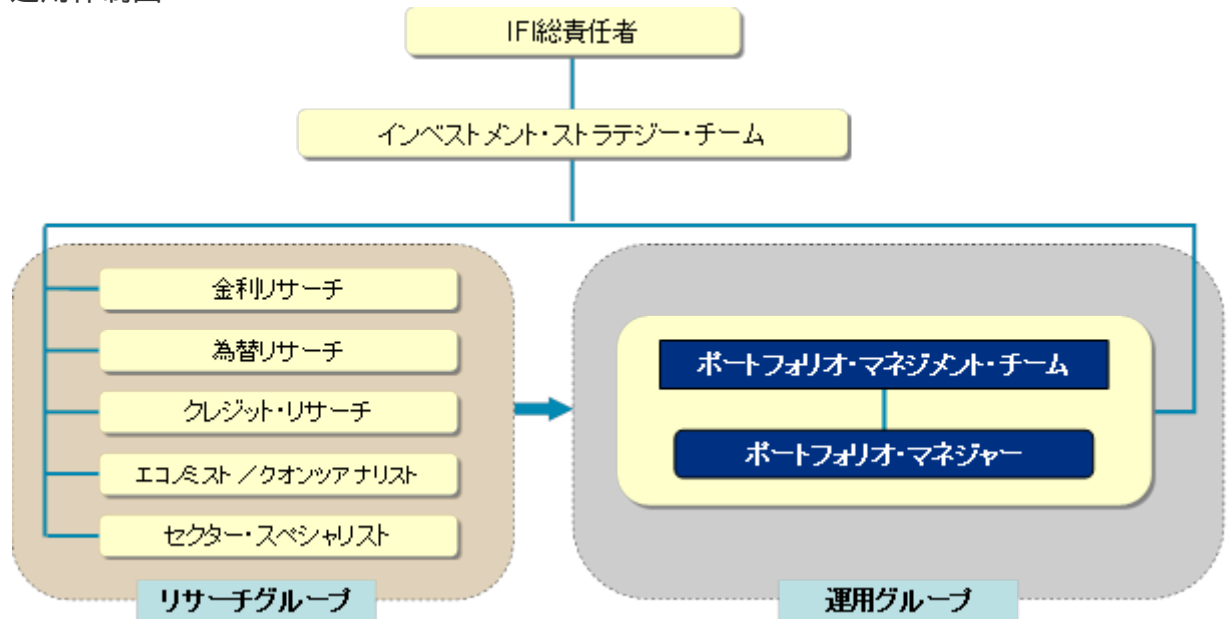 IFI総責任者
インベストメント・ストラテジー・チーム
金利リサーチ
為替リサーチ
クレジット・リサーチ
エコノミスト／クオンツアナリスト
セクター・スペシャリスト
リサーチグループ
ポートフォリオ・マネジメント・チーム
ポートフォリオ・マネジャー
運用グループ